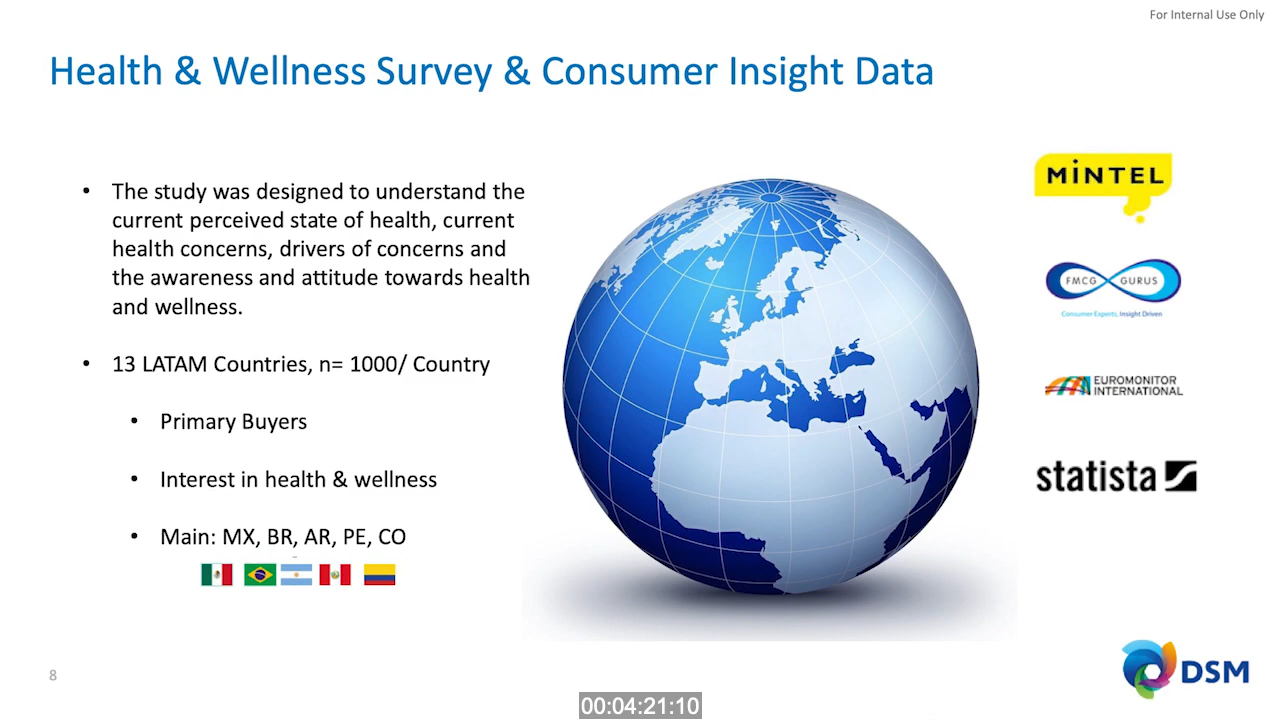 For Internal Use Only
Health & Wellness Survey & Consumer Insight Data
• The study was designed to understand the
current perceived state of health, current
health concerns, drivers of concerns and
the awareness and attitude towards health
and wellness.
• 13 LATAM Countries, n= 1000/ Country
• Primary Buyers
• Interest in health & wellness
• Main: MX, BR, AR, PE, CO
MiNTEL
FMCG GURUS
Consumer Experts, Insight Driven
EUROMONITOR
INTERNATIONAL
statista
8
DSM
00:04:21:10